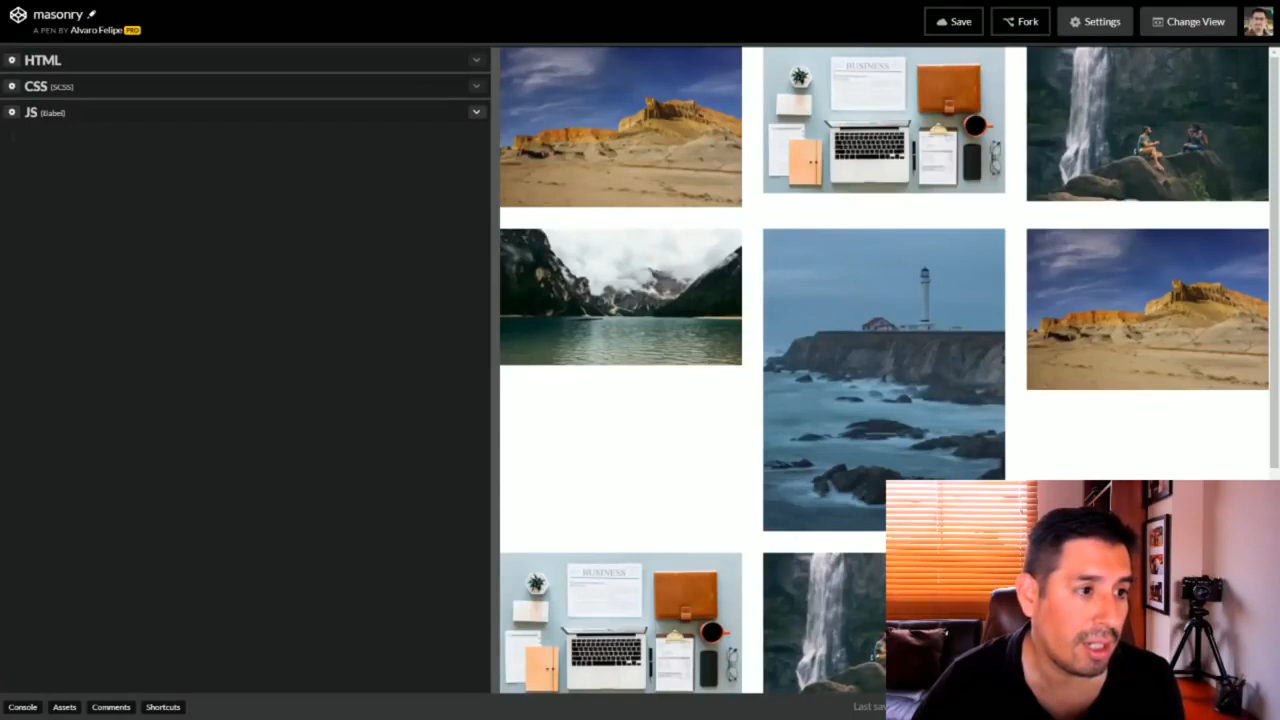 masonry
A PEN BY Alvaro Felipe PRO
Save
Fork
Settings
Change View
HTML
CSS (SCSS)
JS (Babel)
BUSINESS
BUSINESS
Console
Assets
Comments
Shortcuts
Last